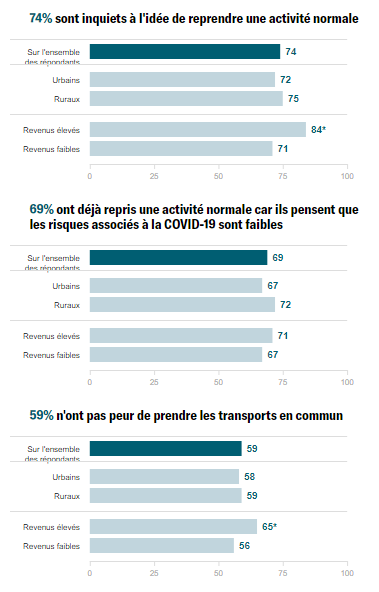 74% sont inquiets à l'idée de reprendre une activité normale
Sur l'ensemble
des répondants
74
Urbains
72
Ruraux
75
Revenus élevés
84*
Revenus faibles
71
0 25 50 75 100
69% ont déjà repris une activité normale car ils pensent que
les risques associés à la COVID-19 sont faibles
Sur l'ensemble
des répondants
69
Urbains
67
Ruraux
72
Revenus élevés
71
Revenus faibles
67
0 25 50 75 100
59% n'ont pas peur de prendre les transports en commun
Sur l'ensemble
des répondants
59
Urbains
58
Ruraux
59
Revenus élevés
65*
Revenus faibles
56
0 25 50 75 100